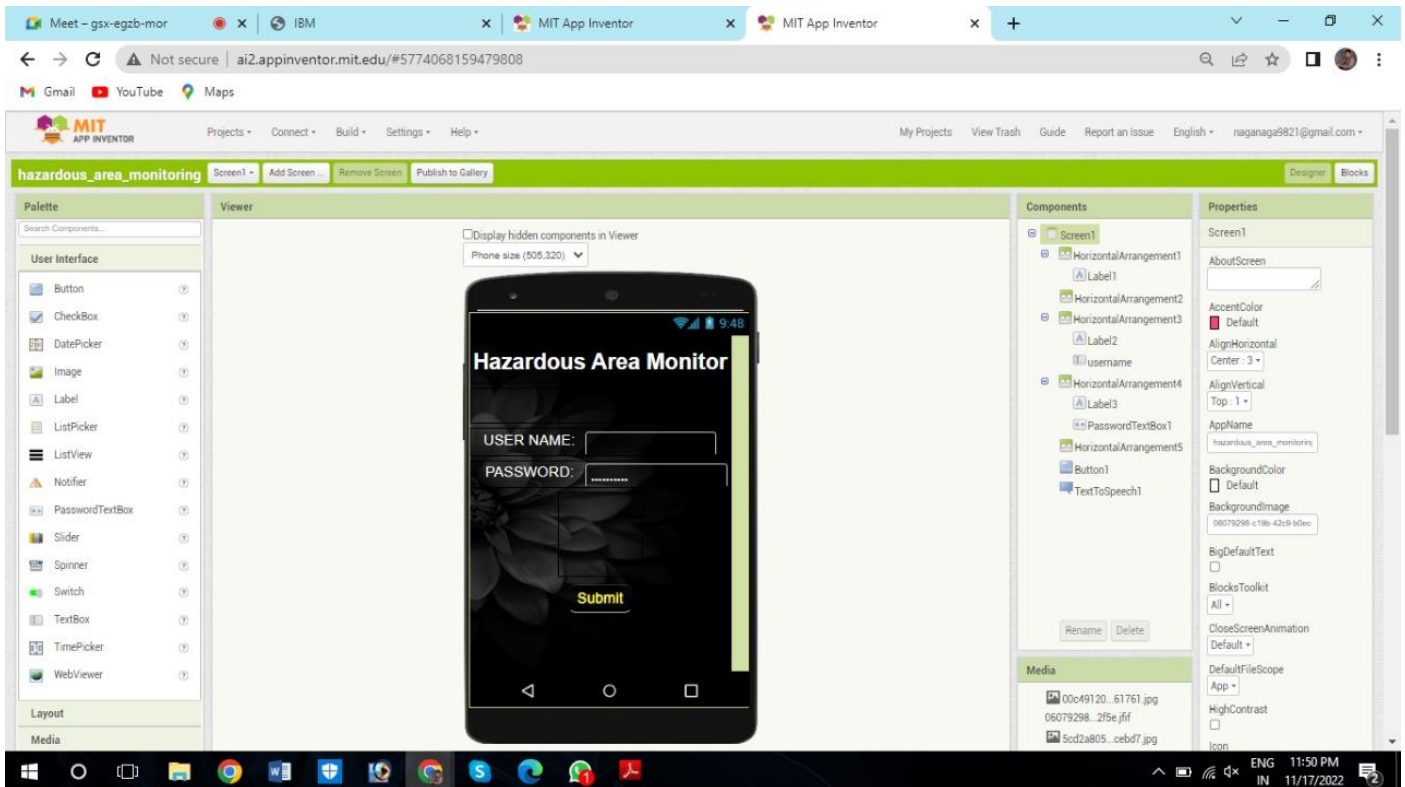 Meet – gsx-egzb-mor
IBM
MIT App Inventor
MIT App Inventor
Not secure | ai2.appinventor.mit.edu/#5774068159479808
Gmail YouTube Maps
MIT
APP INVENTOR
Projects Connect Build Settings Help My Projects View Trash Guide Report an Issue English naganaga9821@gmail.com
hazardous_area_monitoring Screen1 Add Screen ... Remove Screen Publish to Gallery Designer Blocks
Palette
Search Components...
User Interface
Button
CheckBox
DatePicker
Image
Label
ListPicker
ListView
Notifier
PasswordTextBox
Slider
Spinner
Switch
TextBox
TimePicker
WebViewer
Layout
Media
Viewer
Display hidden components in Viewer
Phone size (505,320)
9:48
Hazardous Area Monitor
USER NAME:
PASSWORD:
Submit
Components
Screen1
HorizontalArrangement1
Label1
HorizontalArrangement2
HorizontalArrangement3
Label2
username
HorizontalArrangement4
Label3
PasswordTextBox1
HorizontalArrangement5
Button1
TextToSpeech1
Rename Delete
Media
00c49120...61761.jpg
06079298...2f5e.jfif
5cd2a805...cebd7.jpg
Properties
Screen1
AboutScreen
AccentColor
Default
AlignHorizontal
Center : 3
AlignVertical
Top : 1
AppName
hazardous_area_monitoring
BackgroundColor
Default
BackgroundImage
06079298-c19b-42c9-b0ec
BigDefaultText
BlocksToolkit
All
CloseScreenAnimation
Default
DefaultFileScope
App
HighContrast
Icon
ENG 11:50 PM
IN 11/17/2022
2